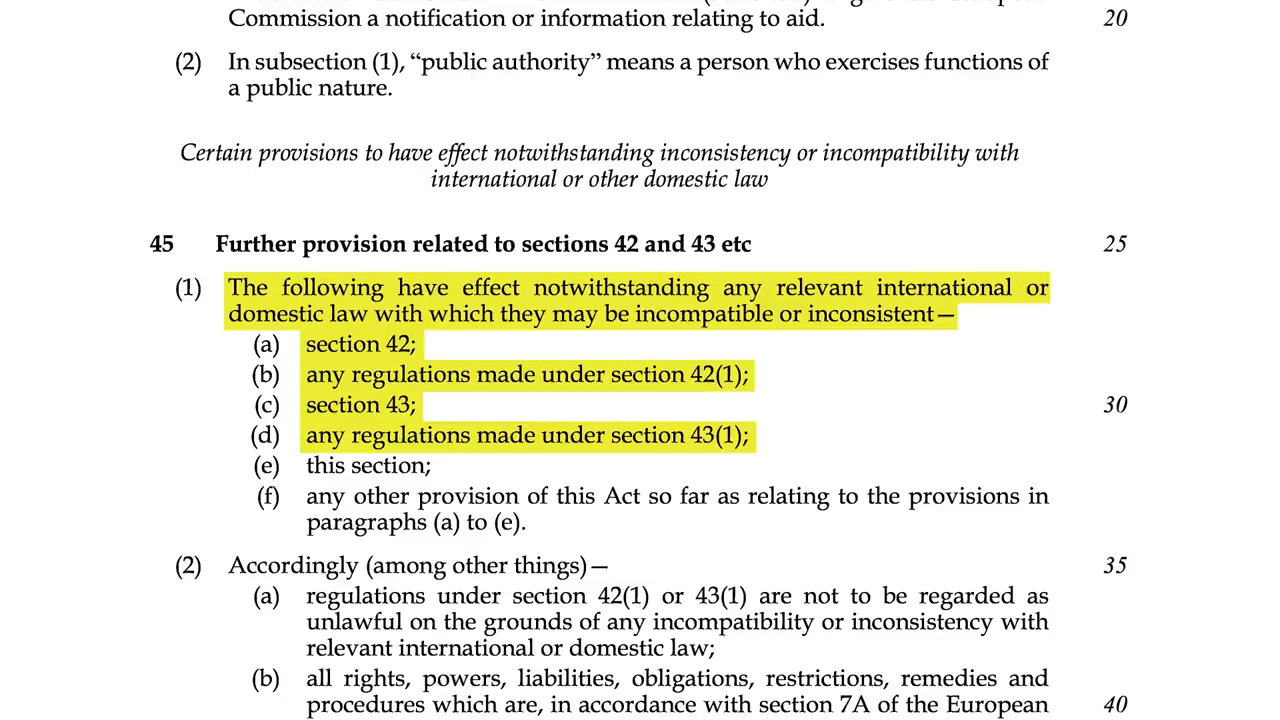 Commission a notification or information relating to aid. 20
(2) In subsection (1), “public authority” means a person who exercises functions of
a public nature.
Certain provisions to have effect notwithstanding inconsistency or incompatibility with
international or other domestic law
45 Further provision related to sections 42 and 43 etc 25
(1) The following have effect notwithstanding any relevant international or
domestic law with which they may be incompatible or inconsistent—
(a) section 42;
(b) any regulations made under section 42(1);
(c) section 43; 30
(d) any regulations made under section 43(1);
(e) this section;
(f) any other provision of this Act so far as relating to the provisions in
paragraphs (a) to (e).
(2) Accordingly (among other things)— 35
(a) regulations under section 42(1) or 43(1) are not to be regarded as
unlawful on the grounds of any incompatibility or inconsistency with
relevant international or domestic law;
(b) all rights, powers, liabilities, obligations, restrictions, remedies and
procedures which are, in accordance with section 7A of the European 40